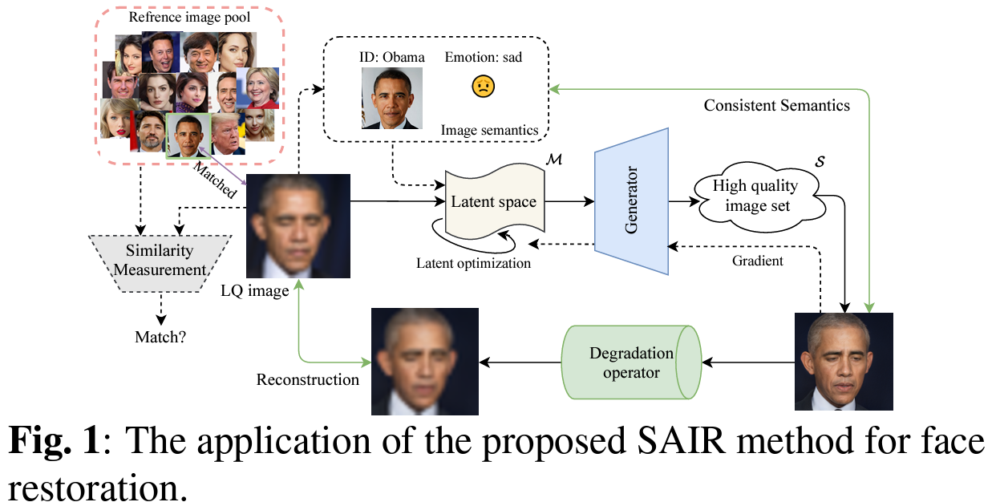 Refrence image pool
ID: Obama
Emotion: sad
Image semantics
Consistent Semantics
Matched
Similarity
Measurement
Match?
LQ image
Latent space
ℳ
Latent optimization
Generator
High quality
image set
𝒮
Gradient
Reconstruction
Degradation
operator
Fig. 1: The application of the proposed SAIR method for face
restoration.